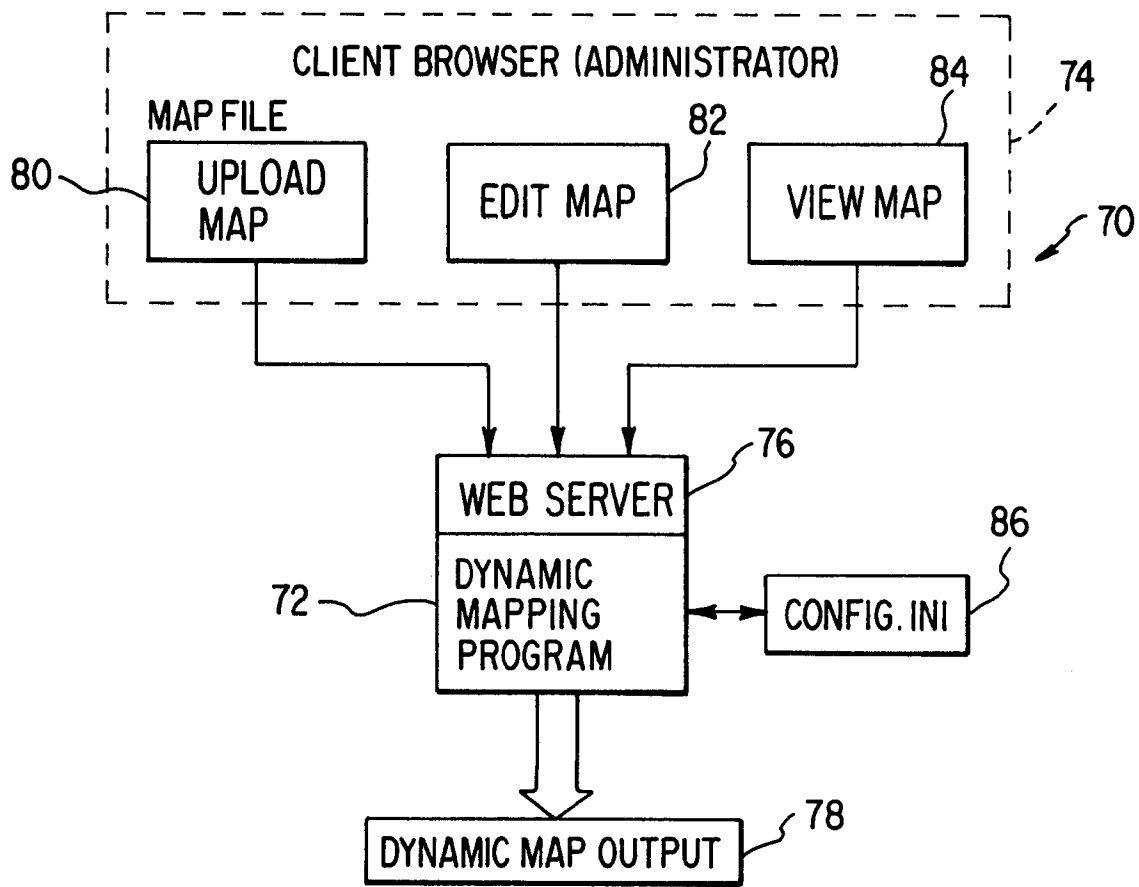 CLIENT BROWSER (ADMINISTRATOR)
84
74
MAP FILE
82
80
UPLOAD
MAP
EDIT MAP
VIEW MAP
70
76
WEB SERVER
86
72
DYNAMIC
MAPPING
PROGRAM
CONFIG. INI
78
DYNAMIC MAP OUTPUT